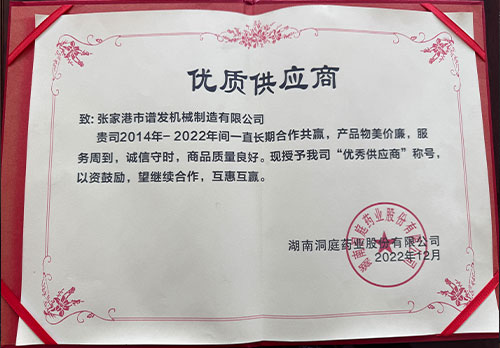 优质供应商
致: 张家港市谱发机械制造有限公司
贵司2014年-2022年间一直长期合作共赢，产品物美价廉，服
务周到，诚信守时，商品质量良好。现授予我司“优秀供应商”称号，
以资鼓励，望继续合作，互惠互赢。
湖南洞庭药业股份有限公司
2022年12月